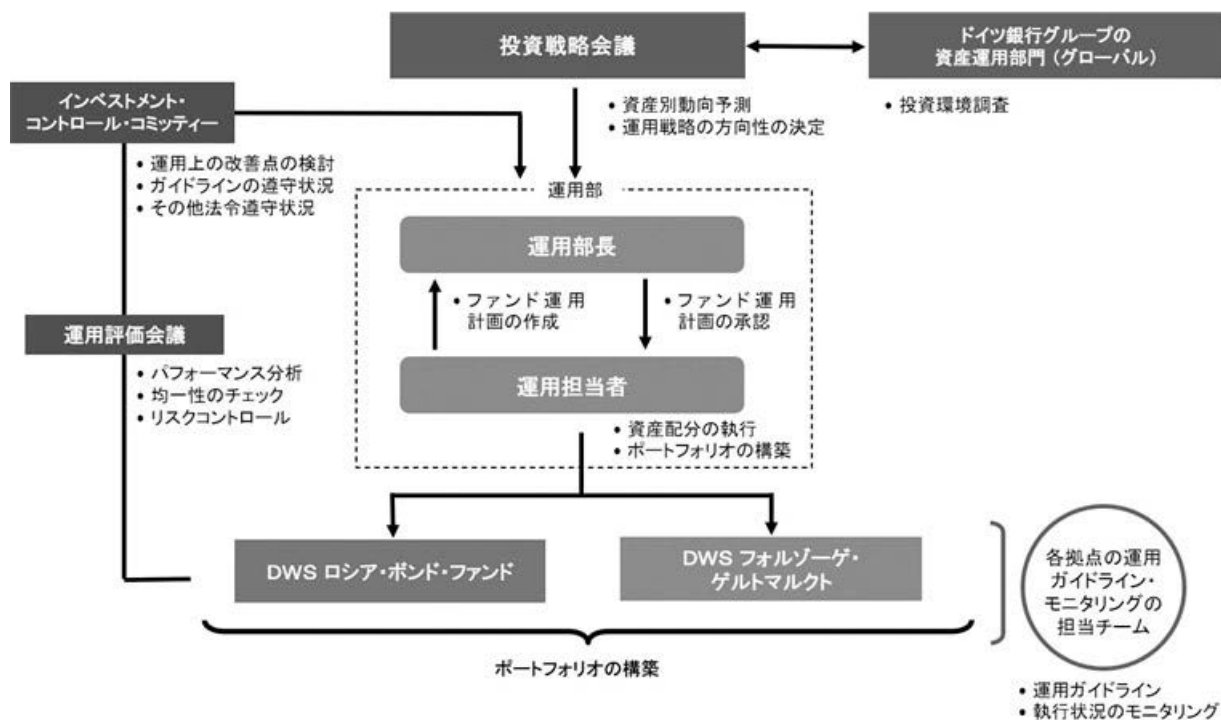 投資戦略会議
ドイツ銀行グループの
資産運用部門（グローバル）
• 資産別動向予測
• 運用戦略の方向性の決定
• 投資環境調査
インベストメント・
コントロール・コミッティー
• 運用上の改善点の検討
• ガイドラインの遵守状況
• その他法令遵守状況
運用部
運用部長
• ファンド運用
計画の作成
• ファンド運用
計画の承認
運用評価会議
• パフォーマンス分析
• 均一性のチェック
• リスクコントロール
運用担当者
• 資産配分の執行
• ポートフォリオの構築
DWS ロシア・ボンド・ファンド
DWS フォルゾーゲ・
ゲルトマルクト
各拠点の運用
ガイドライン・
モニタリングの
担当チーム
ポートフォリオの構築
• 運用ガイドライン
• 執行状況のモニタリング